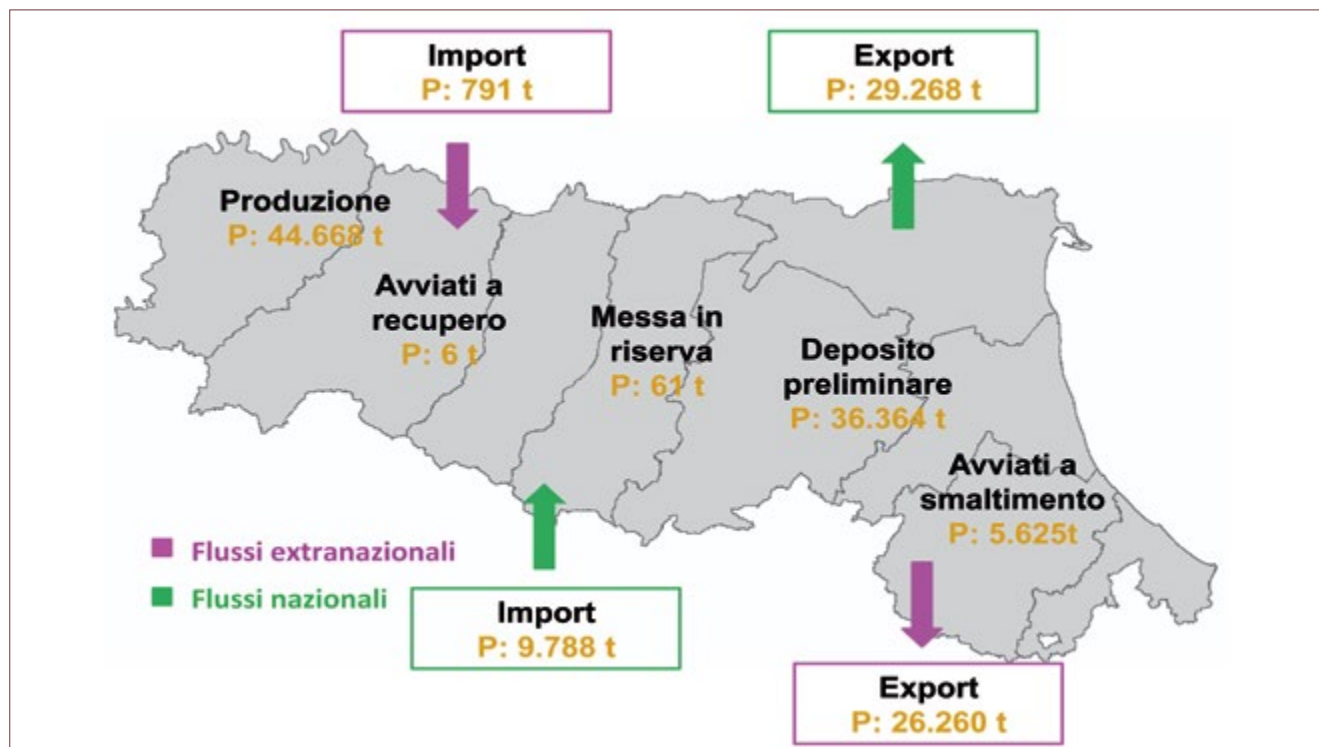 Import
P: 791 t
Export
P: 29.268 t
Produzione
P: 44.668 t
Avviati a
recupero
P: 6 t
Messa in
riserva
P: 61 t
Deposito
preliminare
P: 36.364 t
Avviati a
smaltimento
P: 5.625t
Flussi extranazionali
Flussi nazionali
Import
P: 9.788 t
Export
P: 26.260 t